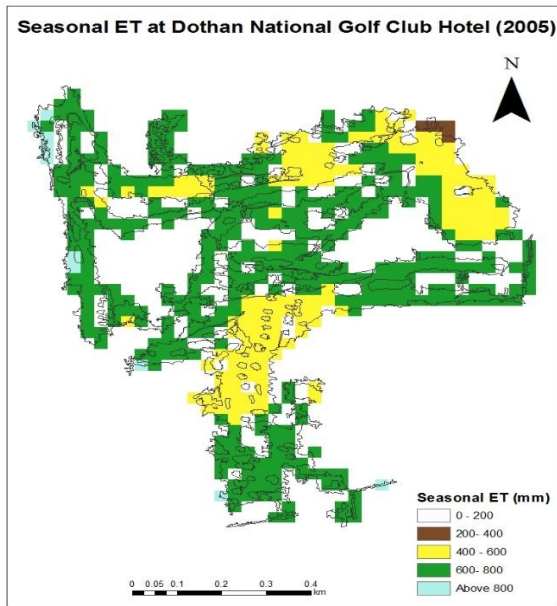 Seasonal ET at Dothan National Golf Club Hotel (2005)
N
Seasonal ET (mm)
0 - 200
200- 400
400 - 600
600- 800
Above 800
0 0.05 0.1 0.2 0.3 0.4
km